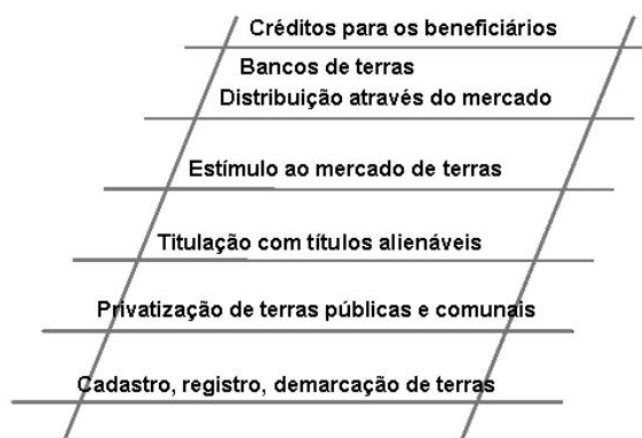 Créditos para os beneficiários
Bancos de terras
Distribuição através do mercado
Estímulo ao mercado de terras
Titulação com títulos alienáveis
Privatização de terras públicas e comunais
Cadastro, registro, demarcação de terras